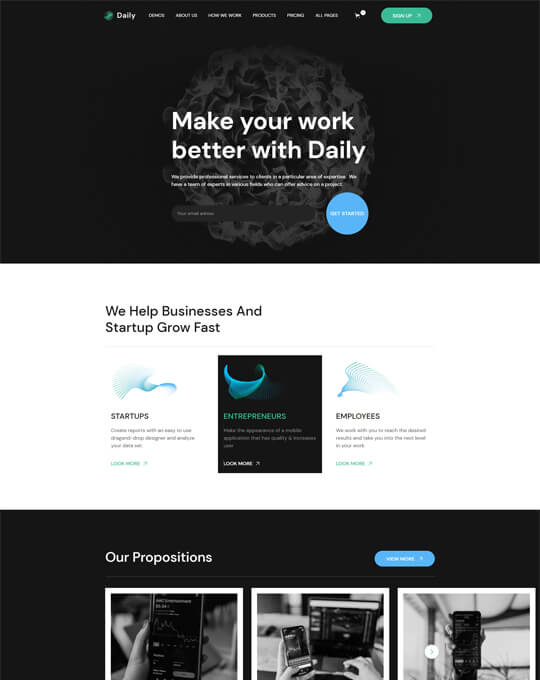 Daily
DEMOS
ABOUT US
HOW WE WORK
PRODUCTS
PRICING
ALL PAGES
SIGN UP
Make your work
better with Daily
We provide professional services to clients in a particular area of expertise. We
have a team of experts in various fields who can offer advice on a project.
Your email adress
GET STARTED
We Help Businesses And
Startup Grow Fast
STARTUPS
Create reports with an easy to use
dragand-drop designer and analyze
your data set.
LOOK MORE
ENTREPRENEURS
Make the appearance of a mobile
application that has quality & increases
user
LOOK MORE
EMPLOYEES
We work with you to reach the desired
results and take you into the next level
in your work
LOOK MORE
Our Propositions
VIEW MORE